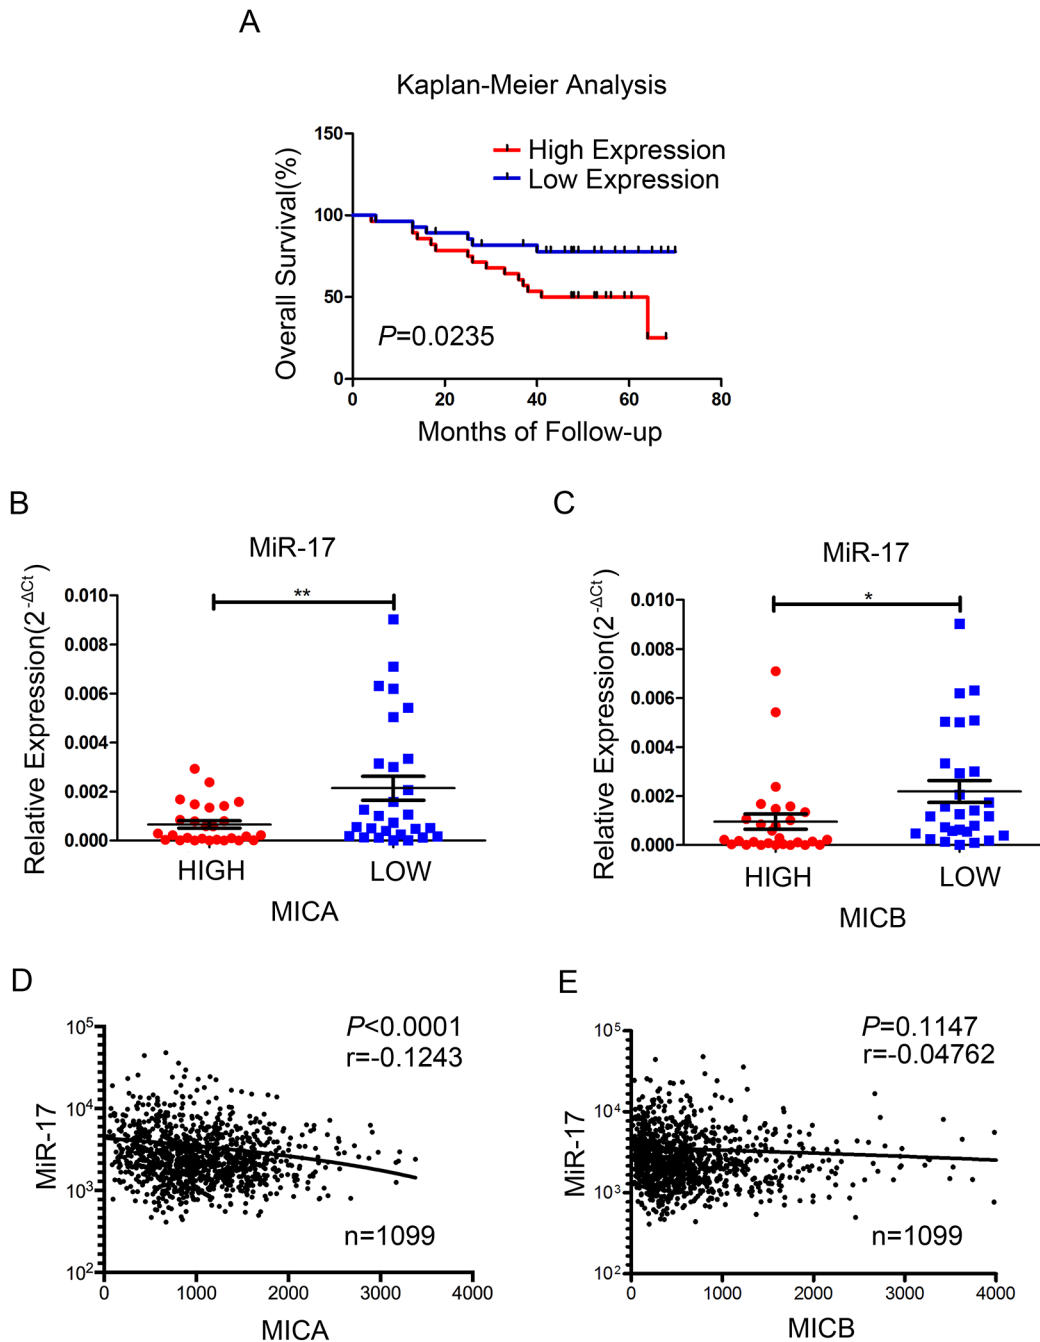 A
Kaplan-Meier Analysis
150
100
50
0
Overall Survival(%)
High Expression
Low Expression
P=0.0235
0 20 40 60 80
Months of Follow-up
B
MiR-17
Relative Expression(2^-ΔCt)
0.010
0.008
0.006
0.004
0.002
0.000
**
HIGH LOW
MICA
C
MiR-17
Relative Expression(2^-ΔCt)
0.010
0.008
0.006
0.004
0.002
0.000
*
HIGH LOW
MICB
D
MiR-17
10^5
10^4
10^3
10^2
P<0.0001
r=-0.1243
n=1099
0 1000 2000 3000 4000
MICA
E
MiR-17
10^5
10^4
10^3
10^2
P=0.1147
r=-0.04762
n=1099
0 1000 2000 3000 4000
MICB